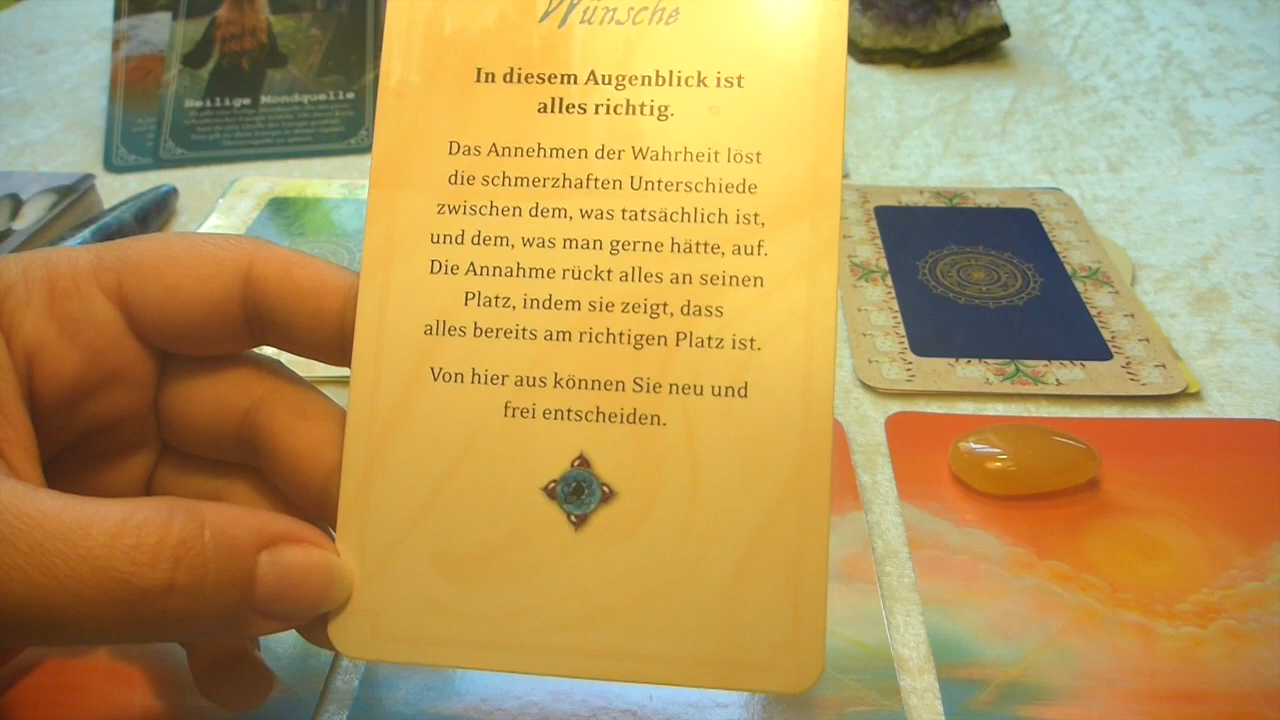 Wünsche
In diesem Augenblick ist
alles richtig.
Das Annehmen der Wahrheit löst
die schmerzhaften Unterschiede
zwischen dem, was tatsächlich ist,
und dem, was man gerne hätte, auf.
Die Annahme rückt alles an seinen
Platz, indem sie zeigt, dass
alles bereits am richtigen Platz ist.
Von hier aus können Sie neu und
frei entscheiden.
Heilige Mondquelle